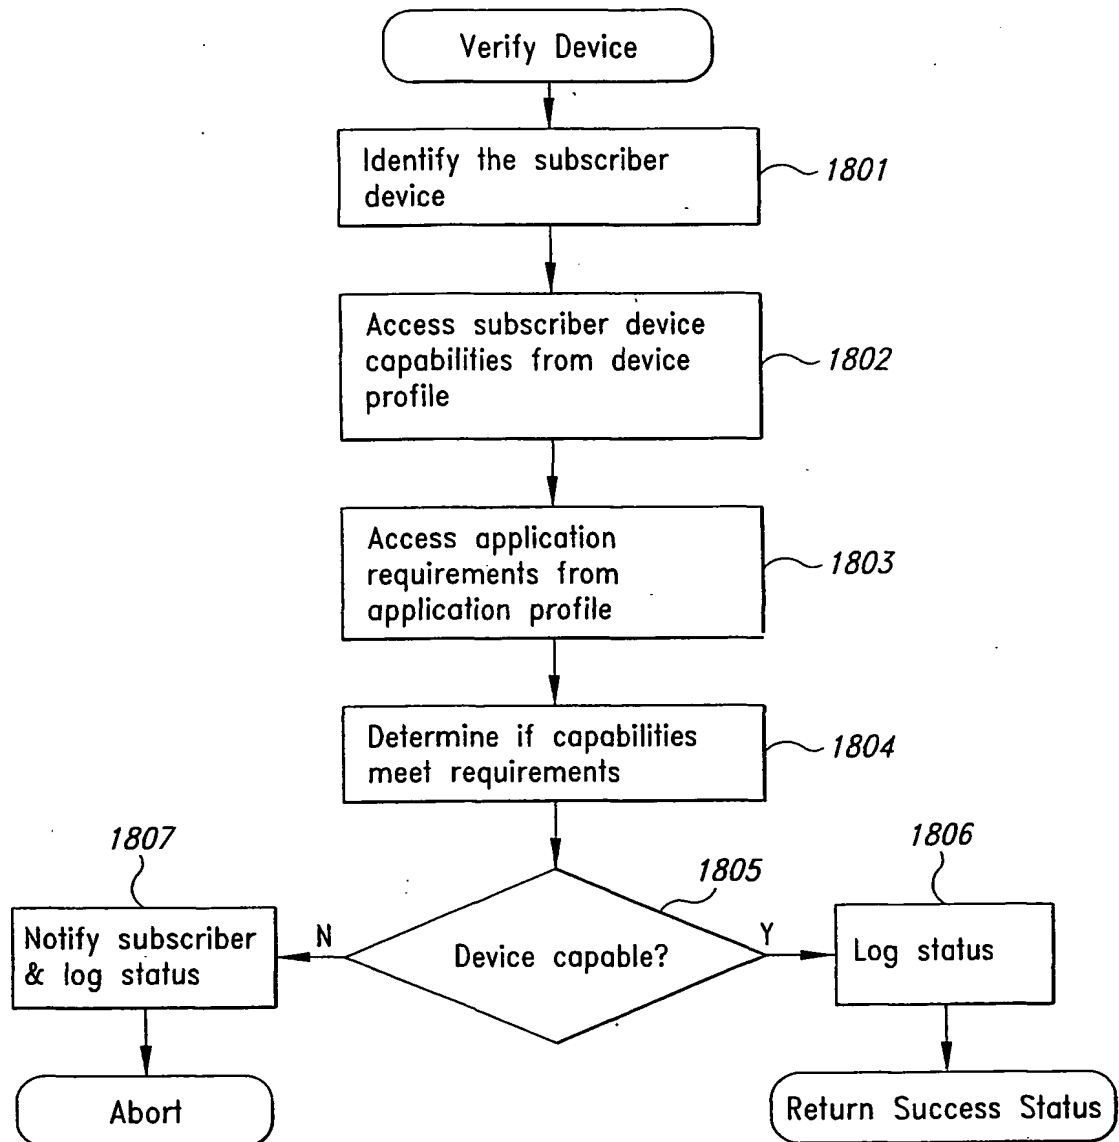 Verify Device
Identify the subscriber
device
1801
Access subscriber device
capabilities from device
profile
1802
Access application
requirements from
application profile
1803
Determine if capabilities
meet requirements
1804
1805
Device capable?
N
Y
1807
Notify subscriber
& log status
Abort
1806
Log status
Return Success Status